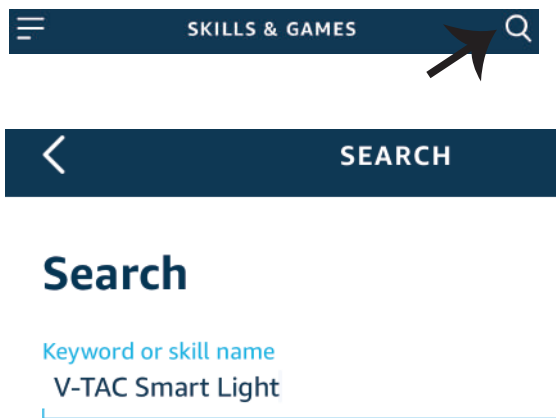 SKILLS & GAMES
SEARCH
Search
Keyword or skill name
V-TAC Smart Light